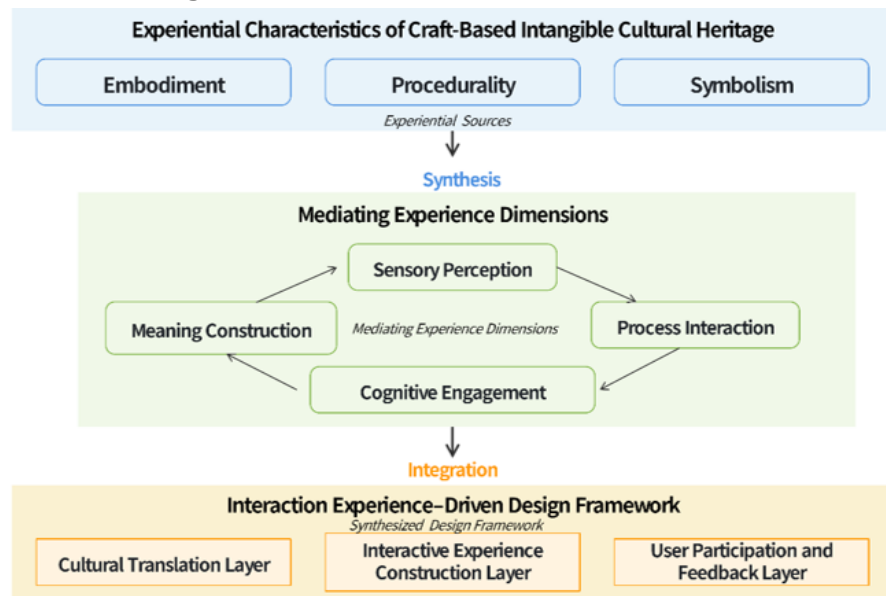 Experiential Characteristics of Craft-Based Intangible Cultural Heritage
Embodiment
Procedurality
Symbolism
Experiential Sources
Synthesis
Mediating Experience Dimensions
Sensory Perception
Meaning Construction
Mediating Experience Dimensions
Process Interaction
Cognitive Engagement
Integration
Interaction Experience–Driven Design Framework
Synthesized Design Framework
Cultural Translation Layer
Interactive Experience
Construction Layer
User Participation and
Feedback Layer